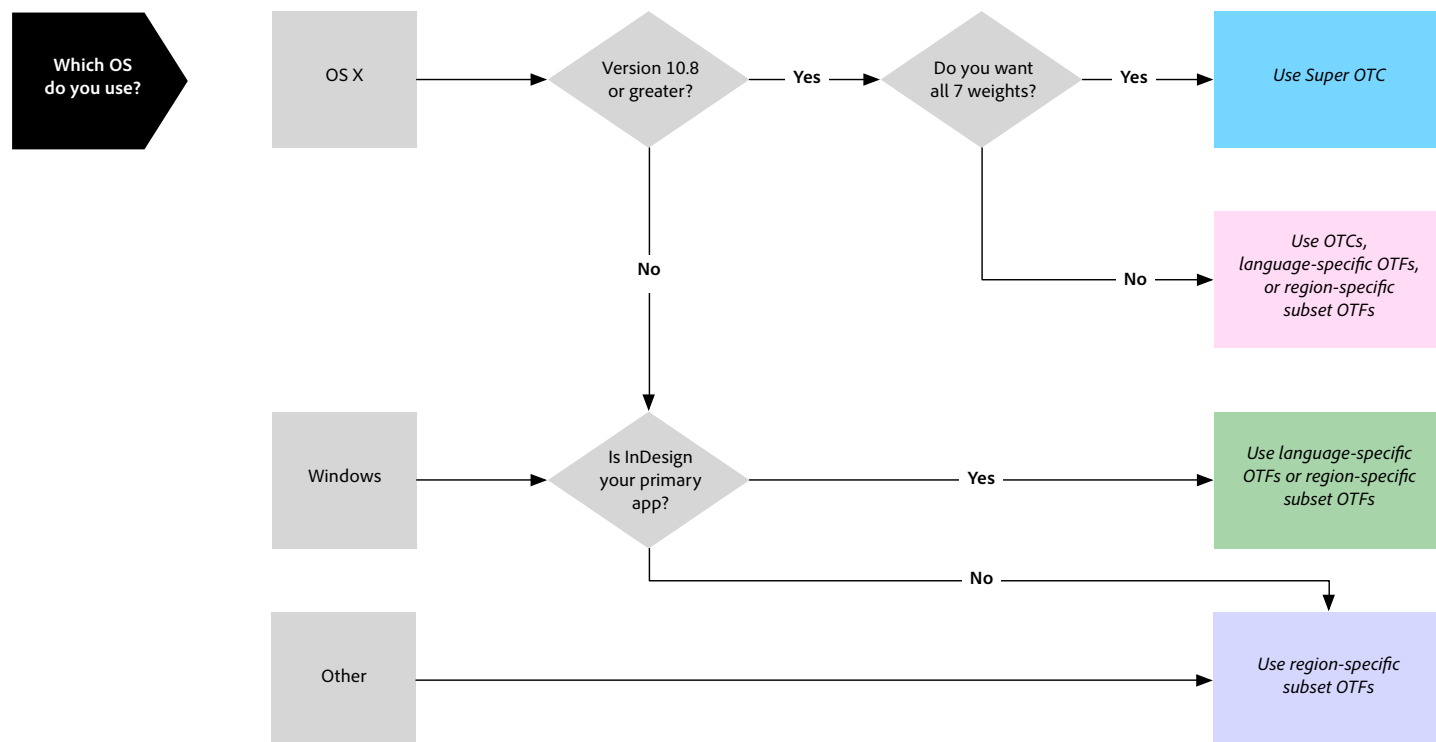 Which OS
do you use?
OS X
Version 10.8
or greater?
Yes
Do you want
all 7 weights?
Yes
Use Super OTC
No
Use OTCs,
language-specific OTFs,
or region-specific
subset OTFs
No
Windows
Is InDesign
your primary
app?
Yes
Use language-specific
OTFs or region-specific
subset OTFs
No
Other
Use region-specific
subset OTFs